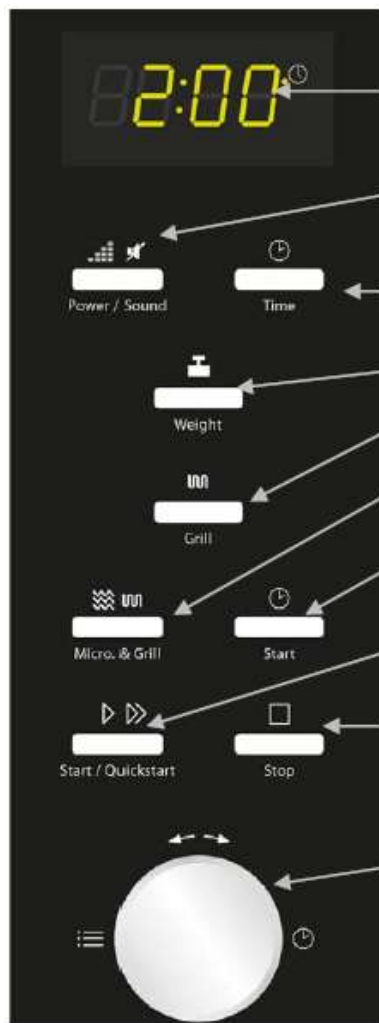 2:00
Power / Sound
Time
Weight
Grill
Micro. & Grill
Start
Start / Quickstart
Stop